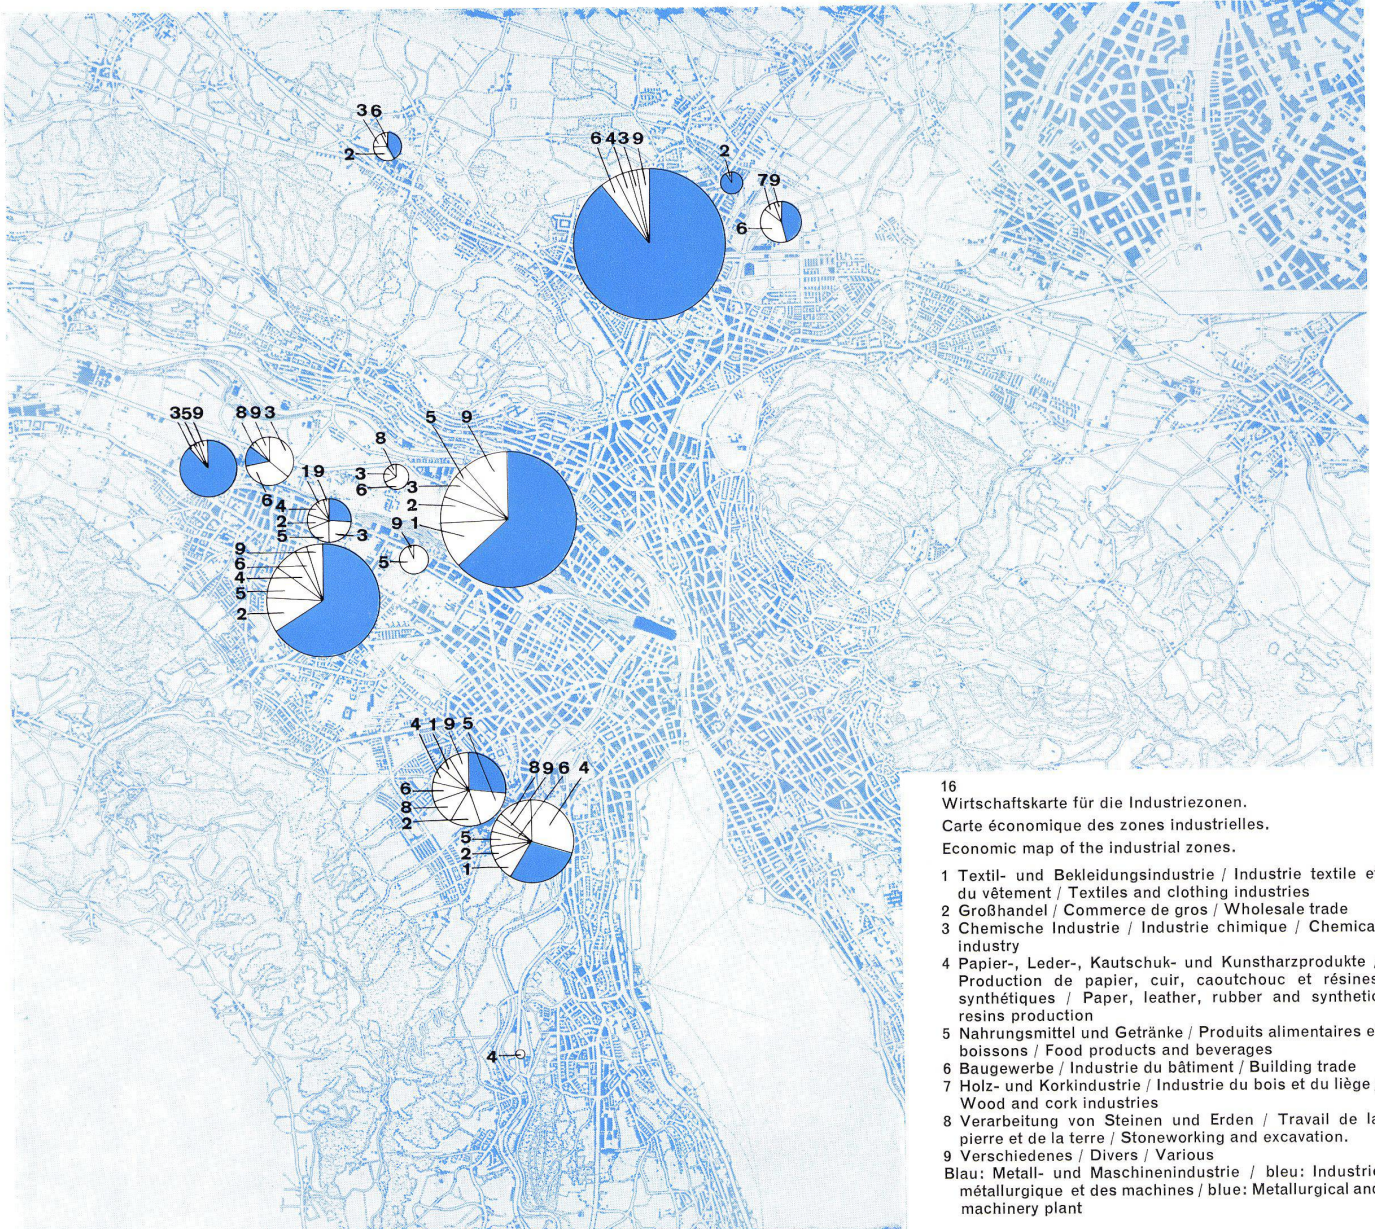 36
2
6439
2
79
6
359
893
8
3
6
5
9
3
2
1
6
19
4
2
5
3
9
5
9
6
4
5
2
4195
6
8
2
8964
5
2
1
4
16
Wirtschaftskarte für die Industriezonen.
Carte économique des zones industrielles.
Economic map of the industrial zones.
1 Textil- und Bekleidungsindustrie / Industrie textile et
du vêtement / Textiles and clothing industries
2 Großhandel / Commerce de gros / Wholesale trade
3 Chemische Industrie / Industrie chimique / Chemica
industry
4 Papier-, Leder-, Kautschuk- und Kunstharzprodukte /
Production de papier, cuir, caoutchouc et résines
synthétiques / Paper, leather, rubber and synthetic
resins production
5 Nahrungsmittel und Getränke / Produits alimentaires e
boissons / Food products and beverages
6 Baugewerbe / Industrie du bâtiment / Building trade
7 Holz- und Korkindustrie / Industrie du bois et du liège /
Wood and cork industries
8 Verarbeitung von Steinen und Erden / Travail de la
pierre et de la terre / Stoneworking and excavation.
9 Verschiedenes / Divers / Various
Blau: Metall- und Maschinenindustrie / bleu: Industrie
métallurgique et des machines / blue: Metallurgical and
machinery plant